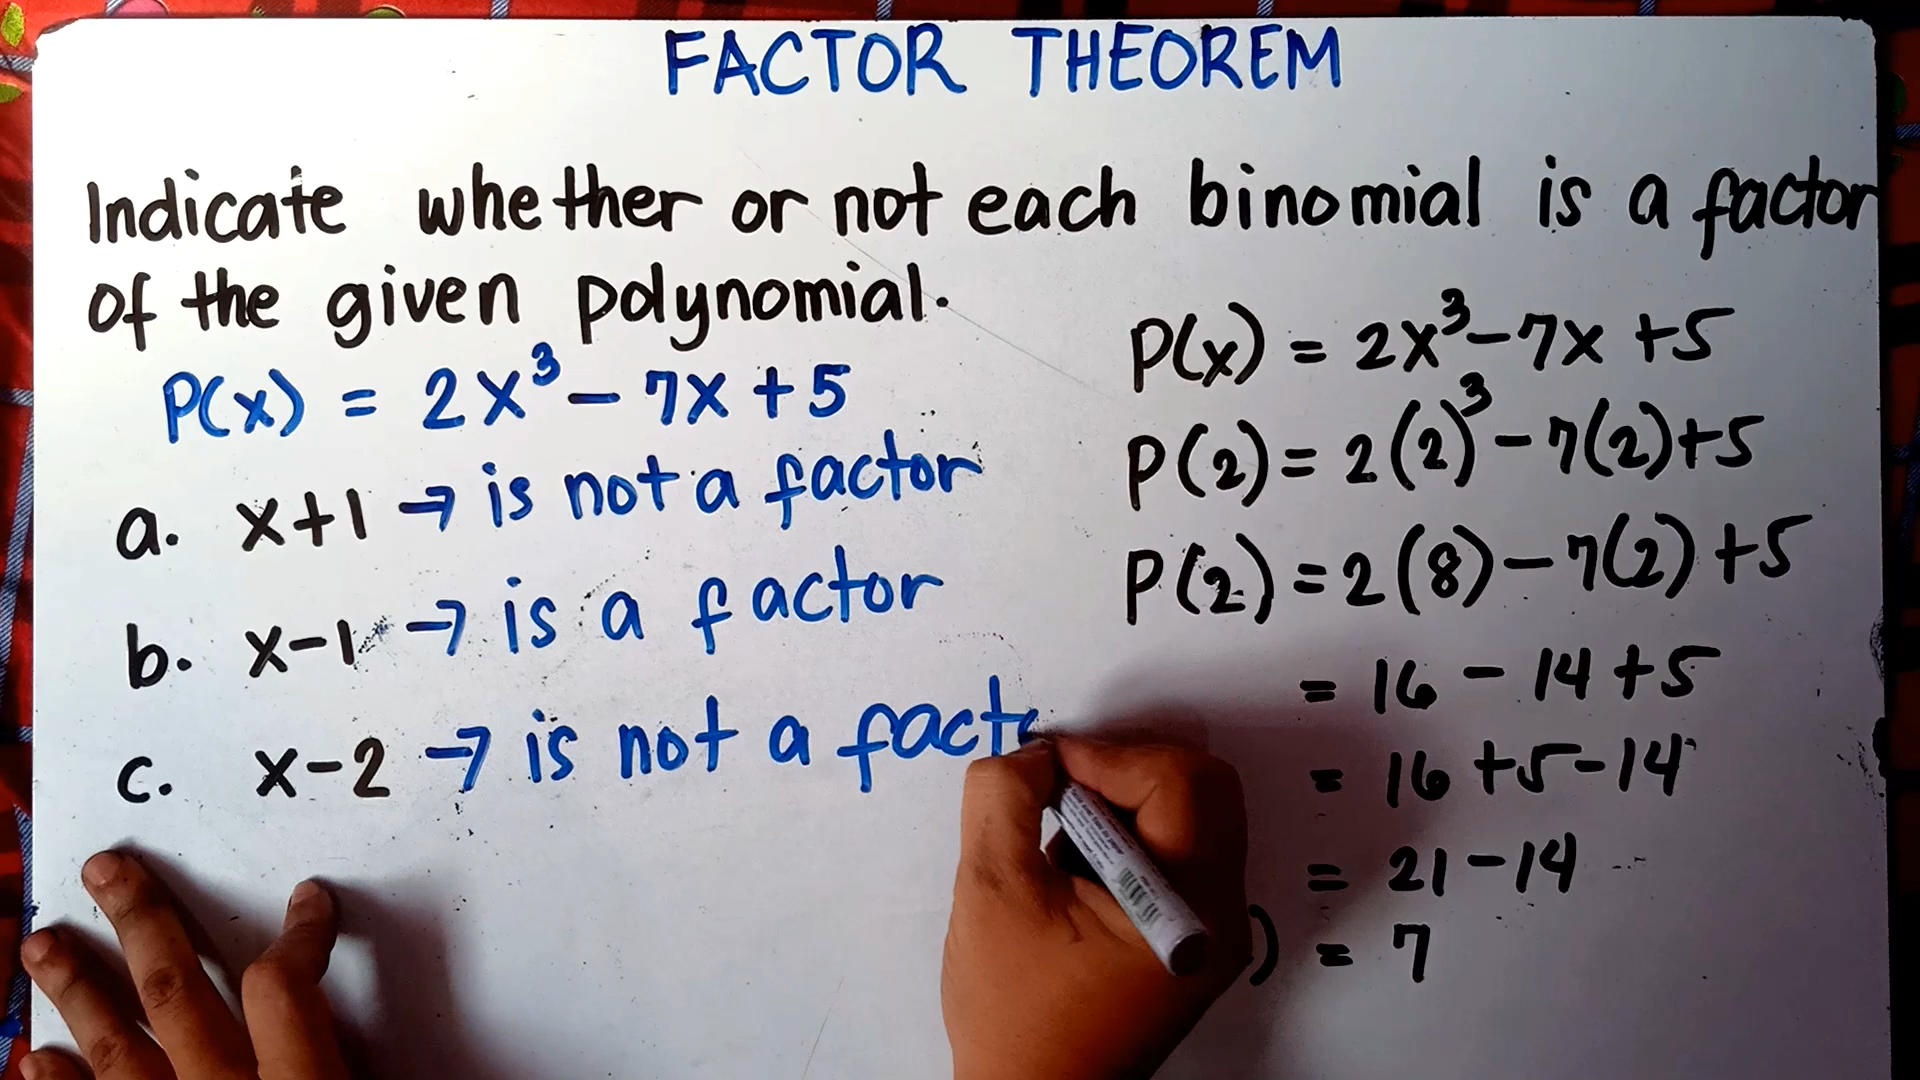 FACTOR THEOREM
Indicate whether or not each binomial is a factor
of the given polynomial.
P(x) = 2x³ - 7x + 5
a. x+1 → is not a factor
b. x-1 → is a factor
c. x-2 → is not a facto
P(x) = 2x³ - 7x + 5
P(2) = 2(2)³ - 7(2) + 5
P(2) = 2(8) - 7(2) + 5
= 16 - 14 + 5
= 16 + 5 - 14
= 21 - 14
) = 7